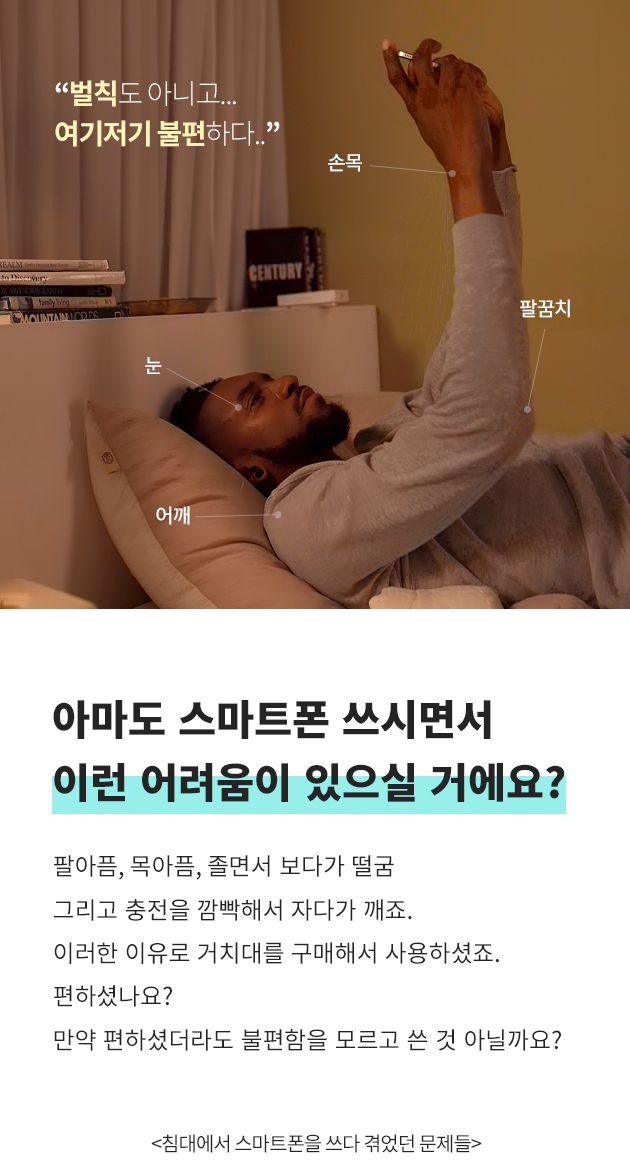 “벌칙도 아니고...
여기저기 불편하다..”
손목
CENTURY
REALM
to Discovery
OUR AWESOME EARTH
family living
MOUNTAIN WORLDS
팔꿈치
눈
어깨
아마도 스마트폰 쓰시면서
이런 어려움이 있으실 거에요?
팔아픔, 목아픔, 졸면서 보다가 떨굼
그리고 충전을 깜빡해서 자다가 깨죠.
이러한 이유로 거치대를 구매해서 사용하셨죠.
편하셨나요?
만약 편하셨더라도 불편함을 모르고 쓴 것 아닐까요?
<침대에서 스마트폰을 쓰다 겪었던 문제들>